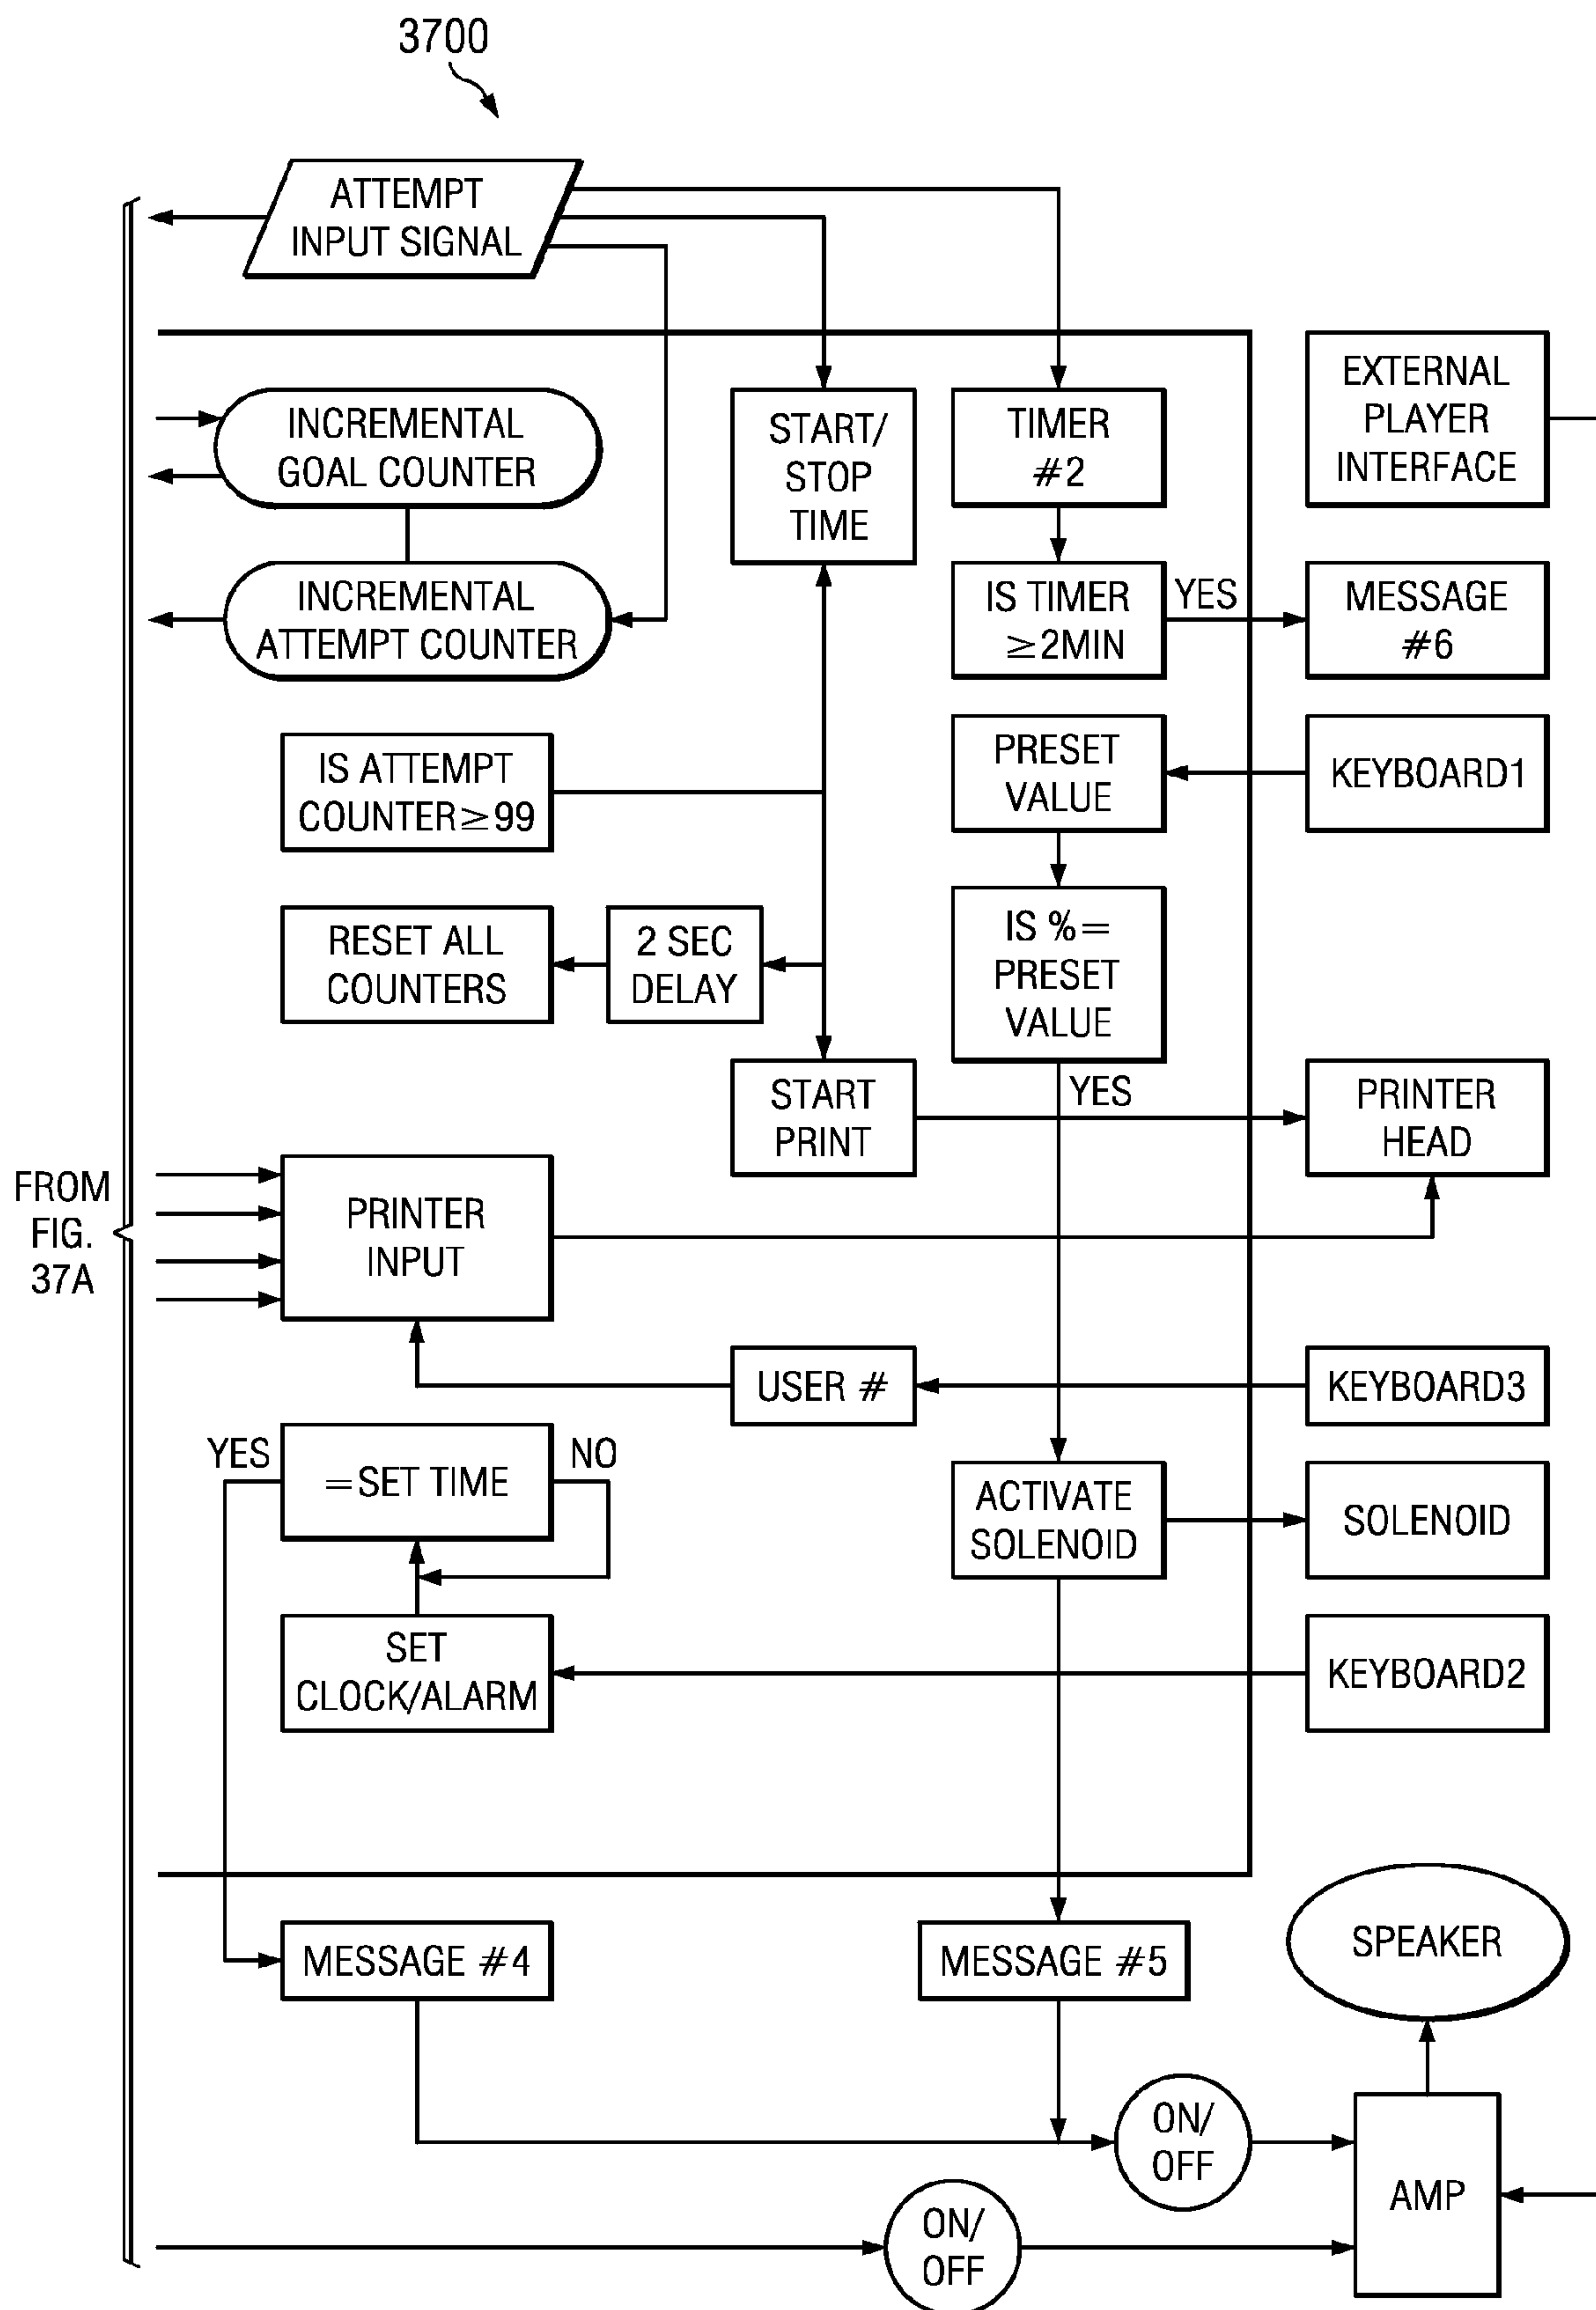 3700
ATTEMPT
INPUT SIGNAL
INCREMENTAL
GOAL COUNTER
START/
STOP
TIME
TIMER
#2
EXTERNAL
PLAYER
INTERFACE
INCREMENTAL
ATTEMPT COUNTER
IS TIMER
≥2MIN
YES
MESSAGE
#6
IS ATTEMPT
COUNTER≥99
PRESET
VALUE
KEYBOARD1
RESET ALL
COUNTERS
2 SEC
DELAY
IS %=
PRESET
VALUE
START
PRINT
YES
PRINTER
HEAD
FROM
FIG.
37A
PRINTER
INPUT
USER #
KEYBOARD3
YES
=SET TIME
NO
ACTIVATE
SOLENOID
SOLENOID
SET
CLOCK/ALARM
KEYBOARD2
MESSAGE #4
MESSAGE #5
SPEAKER
ON/
OFF
AMP
ON/
OFF